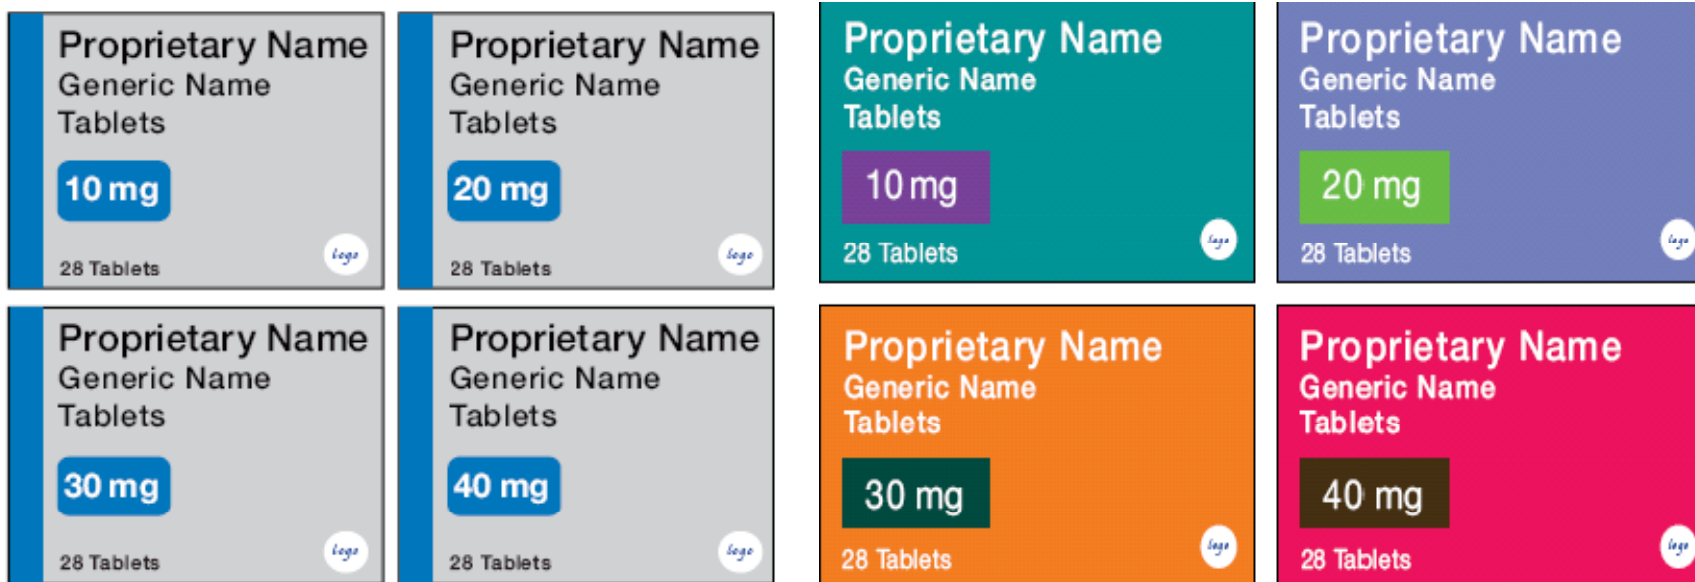 Proprietary Name
Generic Name
Tablets
10 mg
28 Tablets
logo
Proprietary Name
Generic Name
Tablets
20 mg
28 Tablets
logo
Proprietary Name
Generic Name
Tablets
10 mg
28 Tablets
logo
Proprietary Name
Generic Name
Tablets
20 mg
28 Tablets
logo
Proprietary Name
Generic Name
Tablets
30 mg
28 Tablets
logo
Proprietary Name
Generic Name
Tablets
40 mg
28 Tablets
logo
Proprietary Name
Generic Name
Tablets
30 mg
28 Tablets
logo
Proprietary Name
Generic Name
Tablets
40 mg
28 Tablets
logo